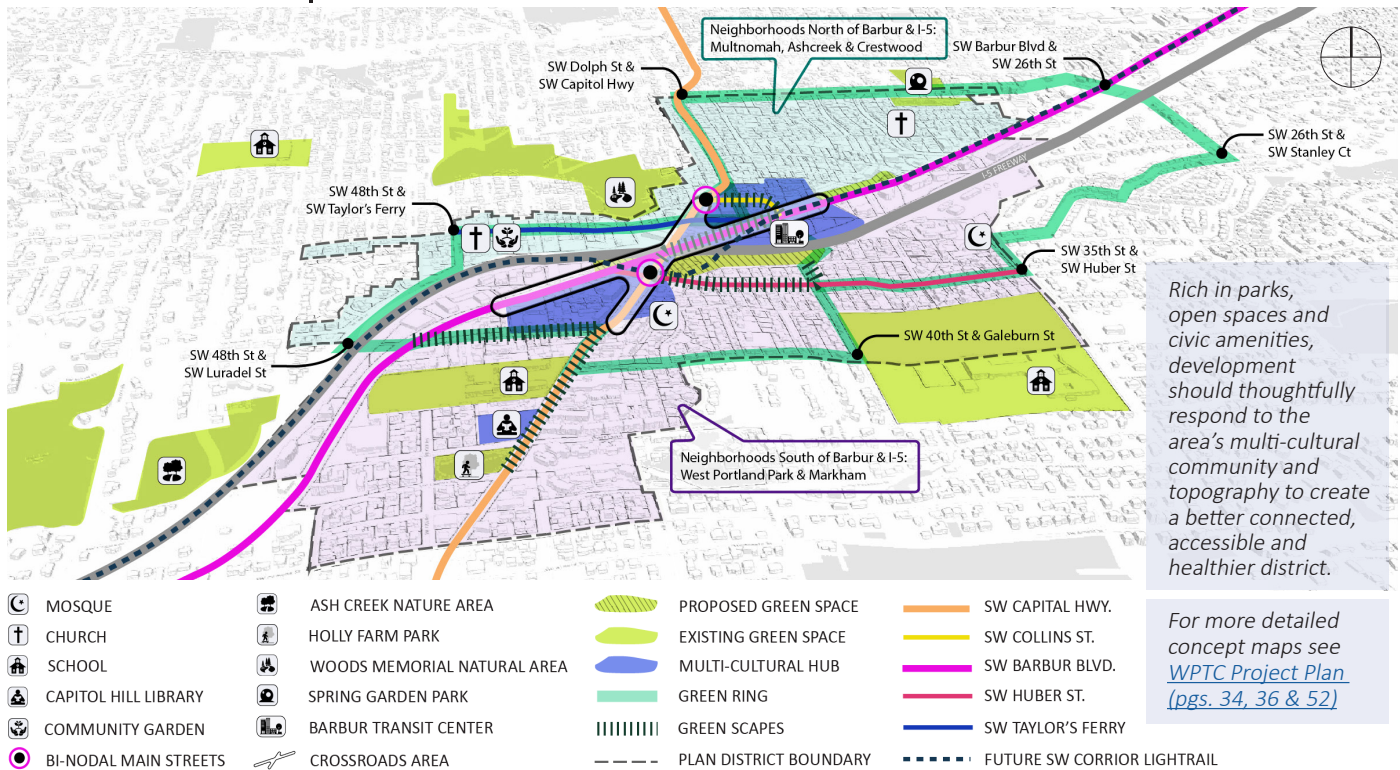 Neighborhoods North of Barbur & I-5:
Multnomah, Ashcreek & Crestwood
SW Barbur Blvd &
SW 26th St
SW Dolph St &
SW Capitol Hwy
SW 26th St &
SW Stanley Ct
I-5 FREEWAY
SW 48th St &
SW Taylor's Ferry
SW 35th St &
SW Huber St
SW 40th St & Galeburn St
SW 48th St &
SW Luradel St
Neighborhoods South of Barbur & I-5:
West Portland Park & Markham
Rich in parks,
open spaces and
civic amenities,
development
should thoughtfully
respond to the
area's multi-cultural
community and
topography to create
a better connected,
accessible and
healthier district.
For more detailed
concept maps see
WPTC Project Plan
(pgs. 34, 36 & 52)
MOSQUE
CHURCH
SCHOOL
CAPITOL HILL LIBRARY
COMMUNITY GARDEN
BI-NODAL MAIN STREETS
ASH CREEK NATURE AREA
HOLLY FARM PARK
WOODS MEMORIAL NATURAL AREA
SPRING GARDEN PARK
BARBUR TRANSIT CENTER
CROSSROADS AREA
PROPOSED GREEN SPACE
EXISTING GREEN SPACE
MULTI-CULTURAL HUB
GREEN RING
GREEN SCAPES
PLAN DISTRICT BOUNDARY
SW CAPITAL HWY.
SW COLLINS ST.
SW BARBUR BLVD.
SW HUBER ST.
SW TAYLOR'S FERRY
FUTURE SW CORRIOR LIGHTRAIL